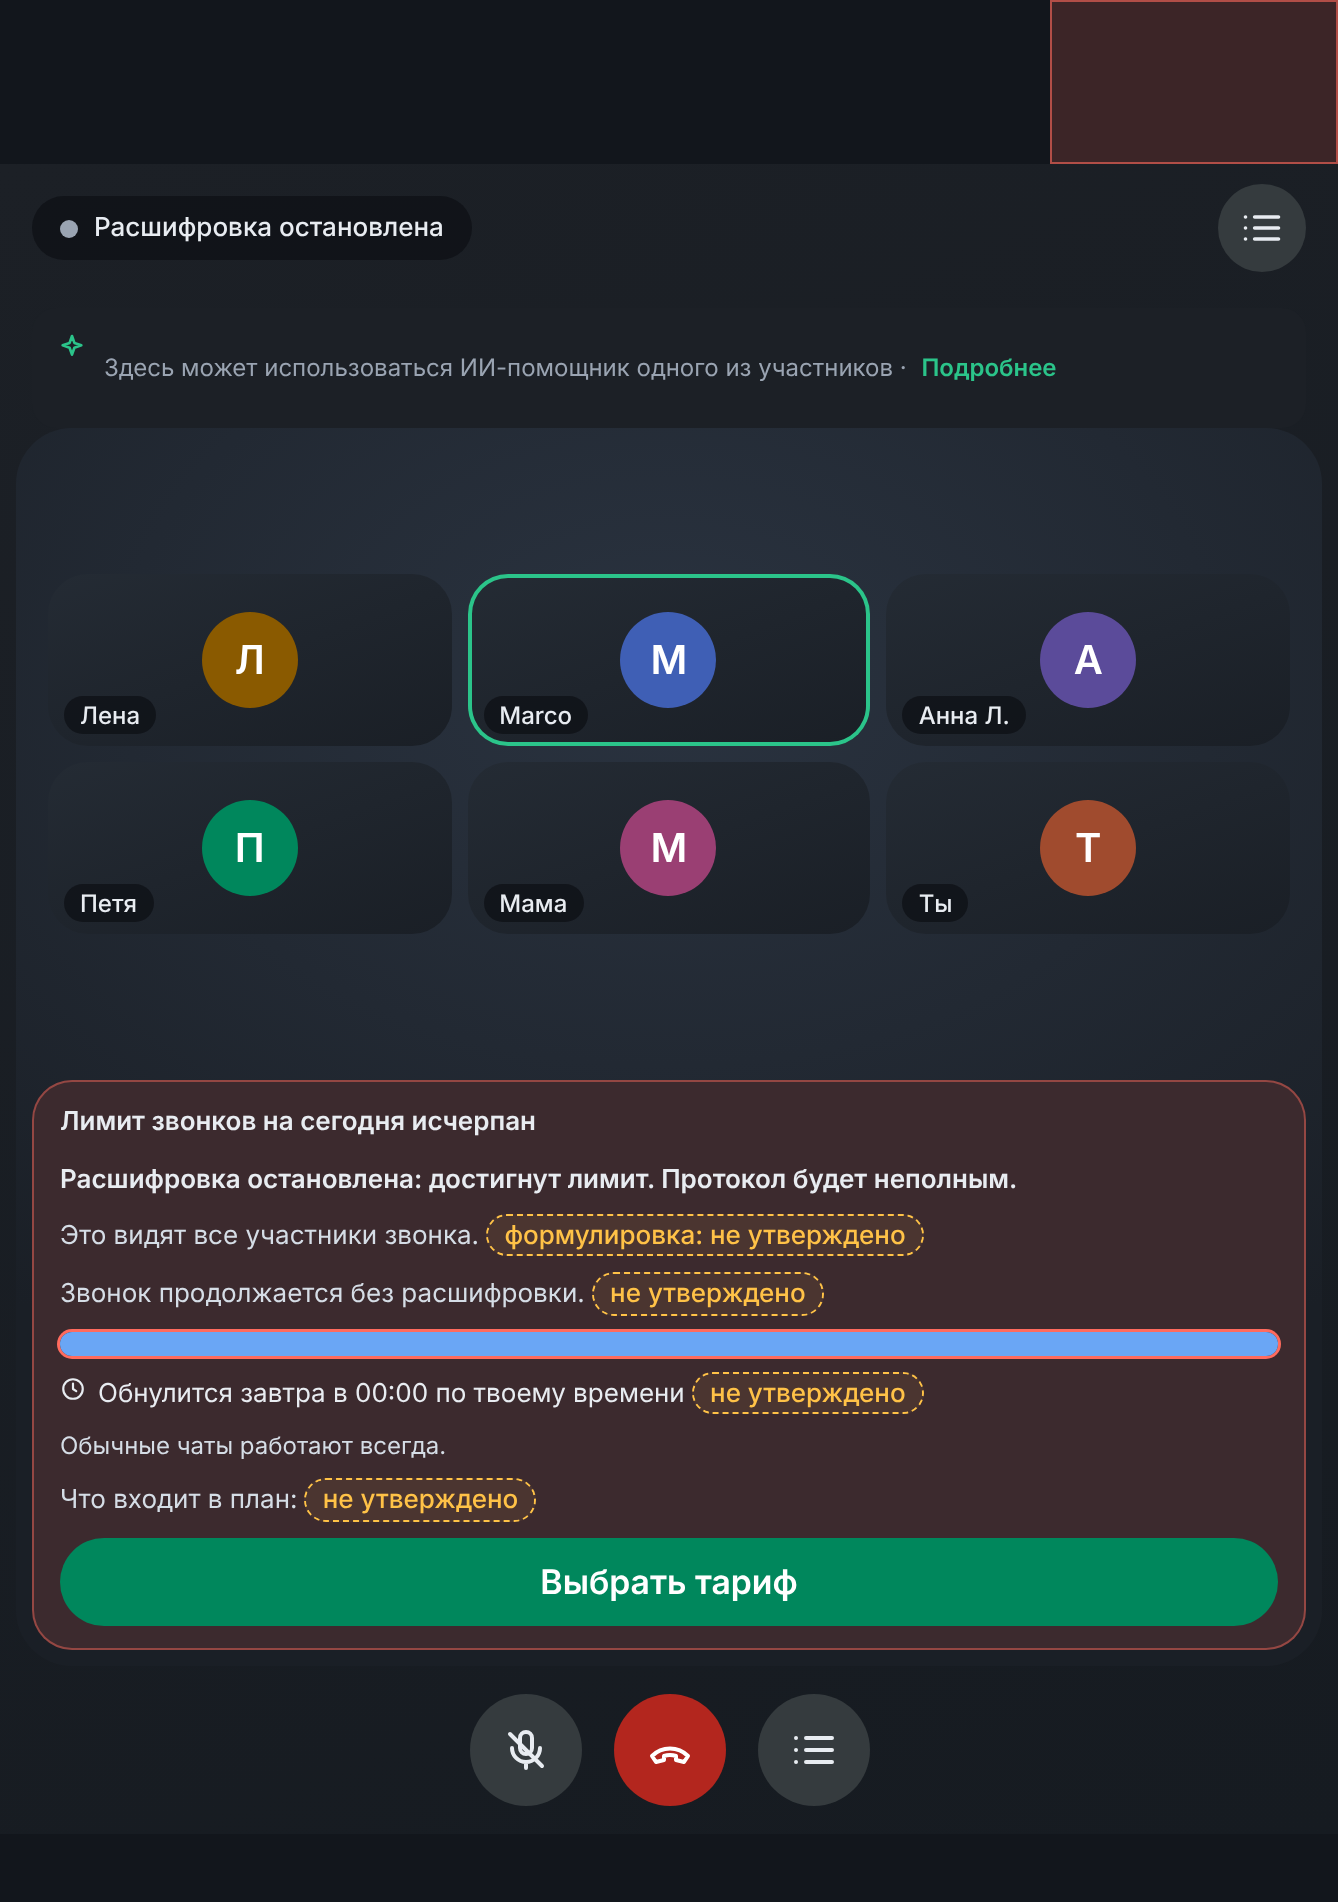 Расшифровка остановлена
Здесь может использоваться ИИ-помощник одного из участников · Подробнее
Л
Лена
M
Marco
А
Анна Л.
П
Петя
М
Мама
Т
Ты
Лимит звонков на сегодня исчерпан
Расшифровка остановлена: достигнут лимит. Протокол будет неполным.
Это видят все участники звонка. формулировка: не утверждено
Звонок продолжается без расшифровки. не утверждено
Обнулится завтра в 00:00 по твоему времени не утверждено
Обычные чаты работают всегда.
Что входит в план: не утверждено
Выбрать тариф